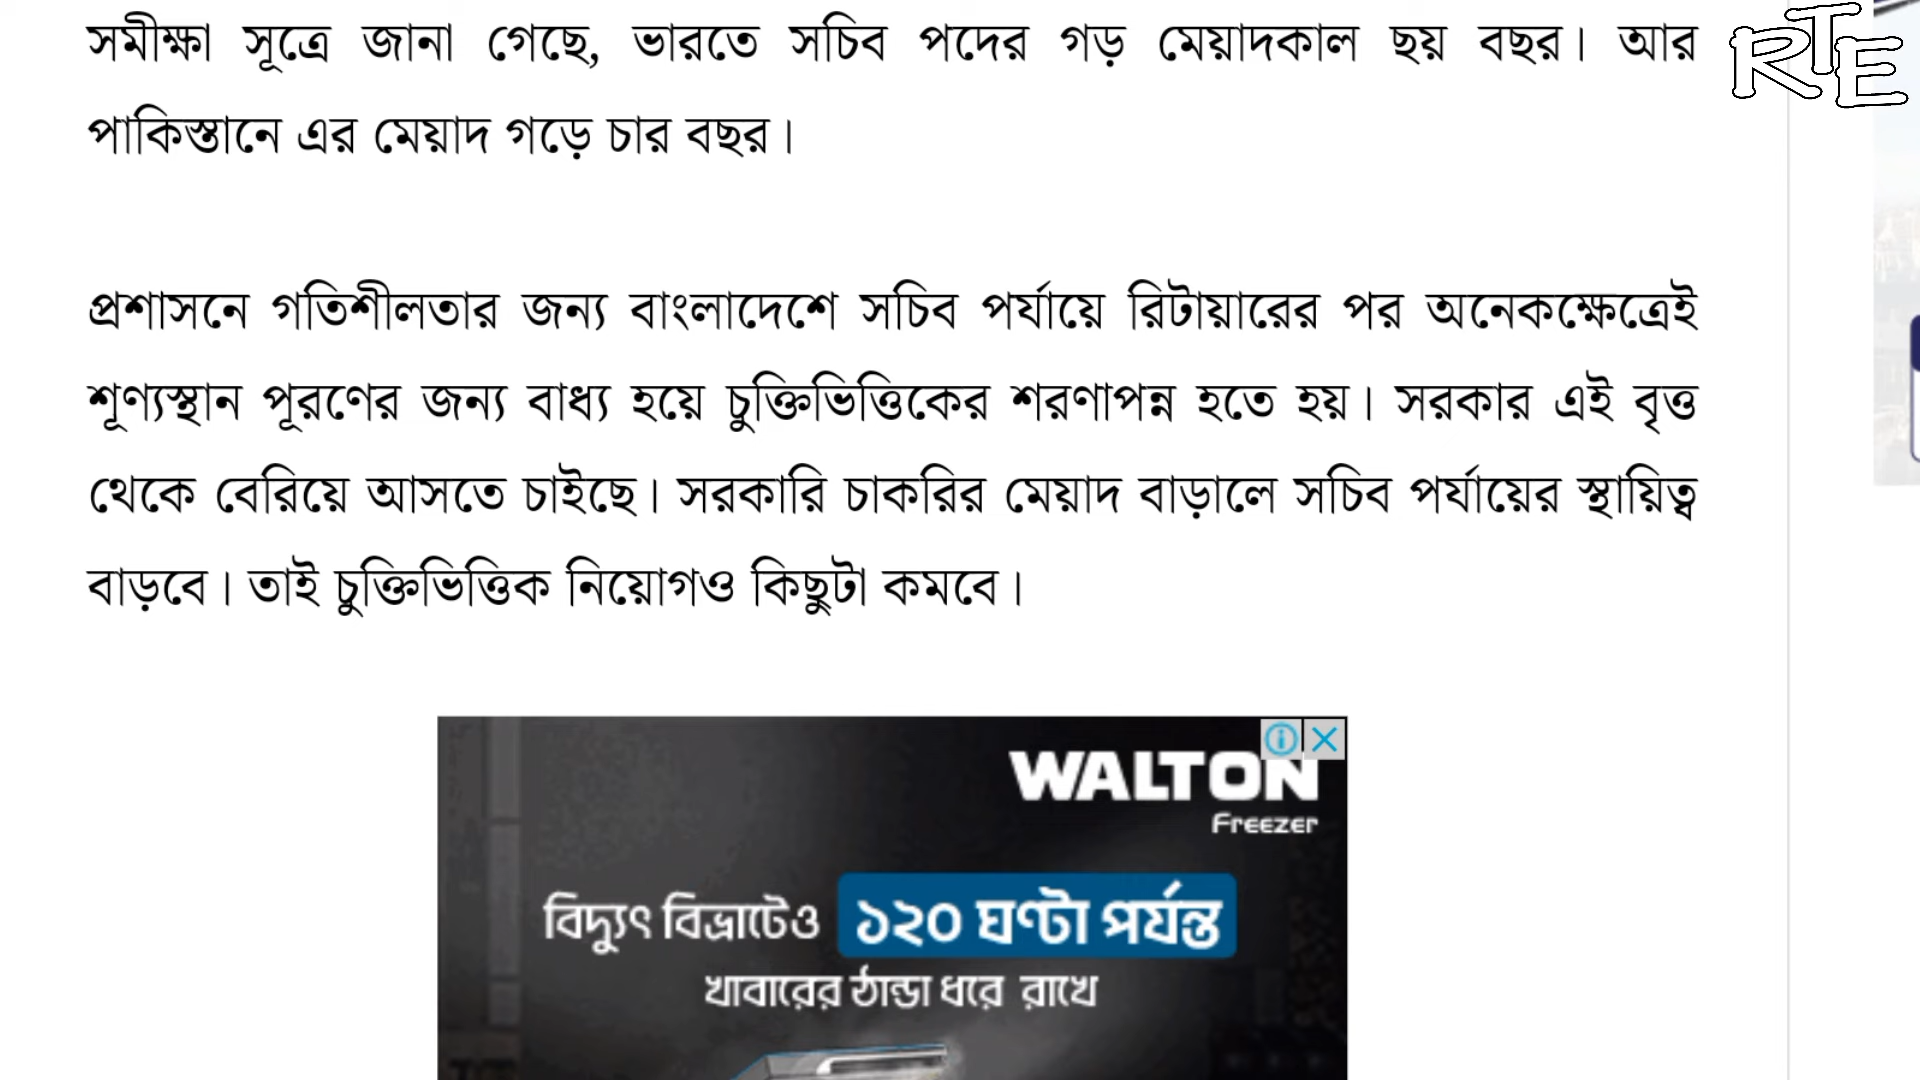 সমীক্ষা সূত্রে জানা গেছে, ভারতে সচিব পদের গড় মেয়াদকাল ছয় বছর। আর
পাকিস্তানে এর মেয়াদ গড়ে চার বছর।
প্রশাসনে গতিশীলতার জন্য বাংলাদেশে সচিব পর্যায়ে রিটায়ারের পর অনেকক্ষেত্রেই
শূণ্যস্থান পূরণের জন্য বাধ্য হয়ে চুক্তিভিত্তিকের শরণাপন্ন হতে হয়। সরকার এই বৃত্ত
থেকে বেরিয়ে আসতে চাইছে। সরকারি চাকরির মেয়াদ বাড়ালে সচিব পর্যায়ের স্থায়িত্ব
বাড়বে। তাই চুক্তিভিত্তিক নিয়োগও কিছুটা কমবে।
RTE
WALTON
Freezer
বিদ্যুৎ বিভ্রাটেও ১২০ ঘণ্টা পর্যন্ত
খাবারের ঠান্ডা ধরে রাখে